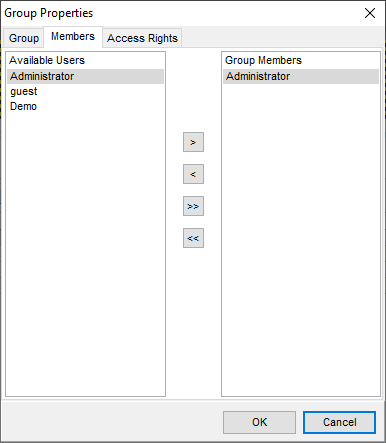 Group Properties
Group Members Access Rights
Available Users
Administrator
guest
Demo
>
<
>>
<<
Group Members
Administrator
OK Cancel